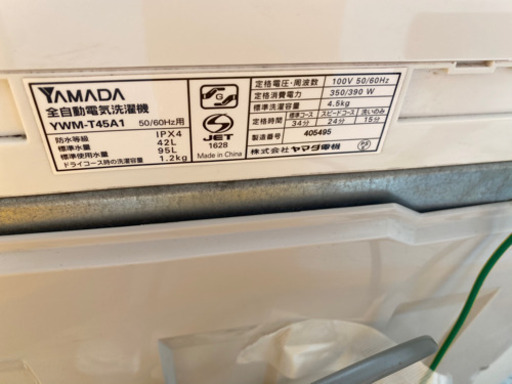 YAMADA
全自動電気洗濯機
YWM-T45A1 50/60Hz用
防水等級 IPX4
標準水量 42L
標準使用水量 95L
ドライコース時の洗濯容量 1.2kg
G
S
JET
1628
Made in China
定格電圧・周波数 100V 50/60Hz
定格消費電力 350/390 W
標準洗濯容量 4.5kg
定格時間 標準コース スピードコース 洗いのみ
34分 24分 15分
製造番号 405495
株式会社 ヤマダ電機